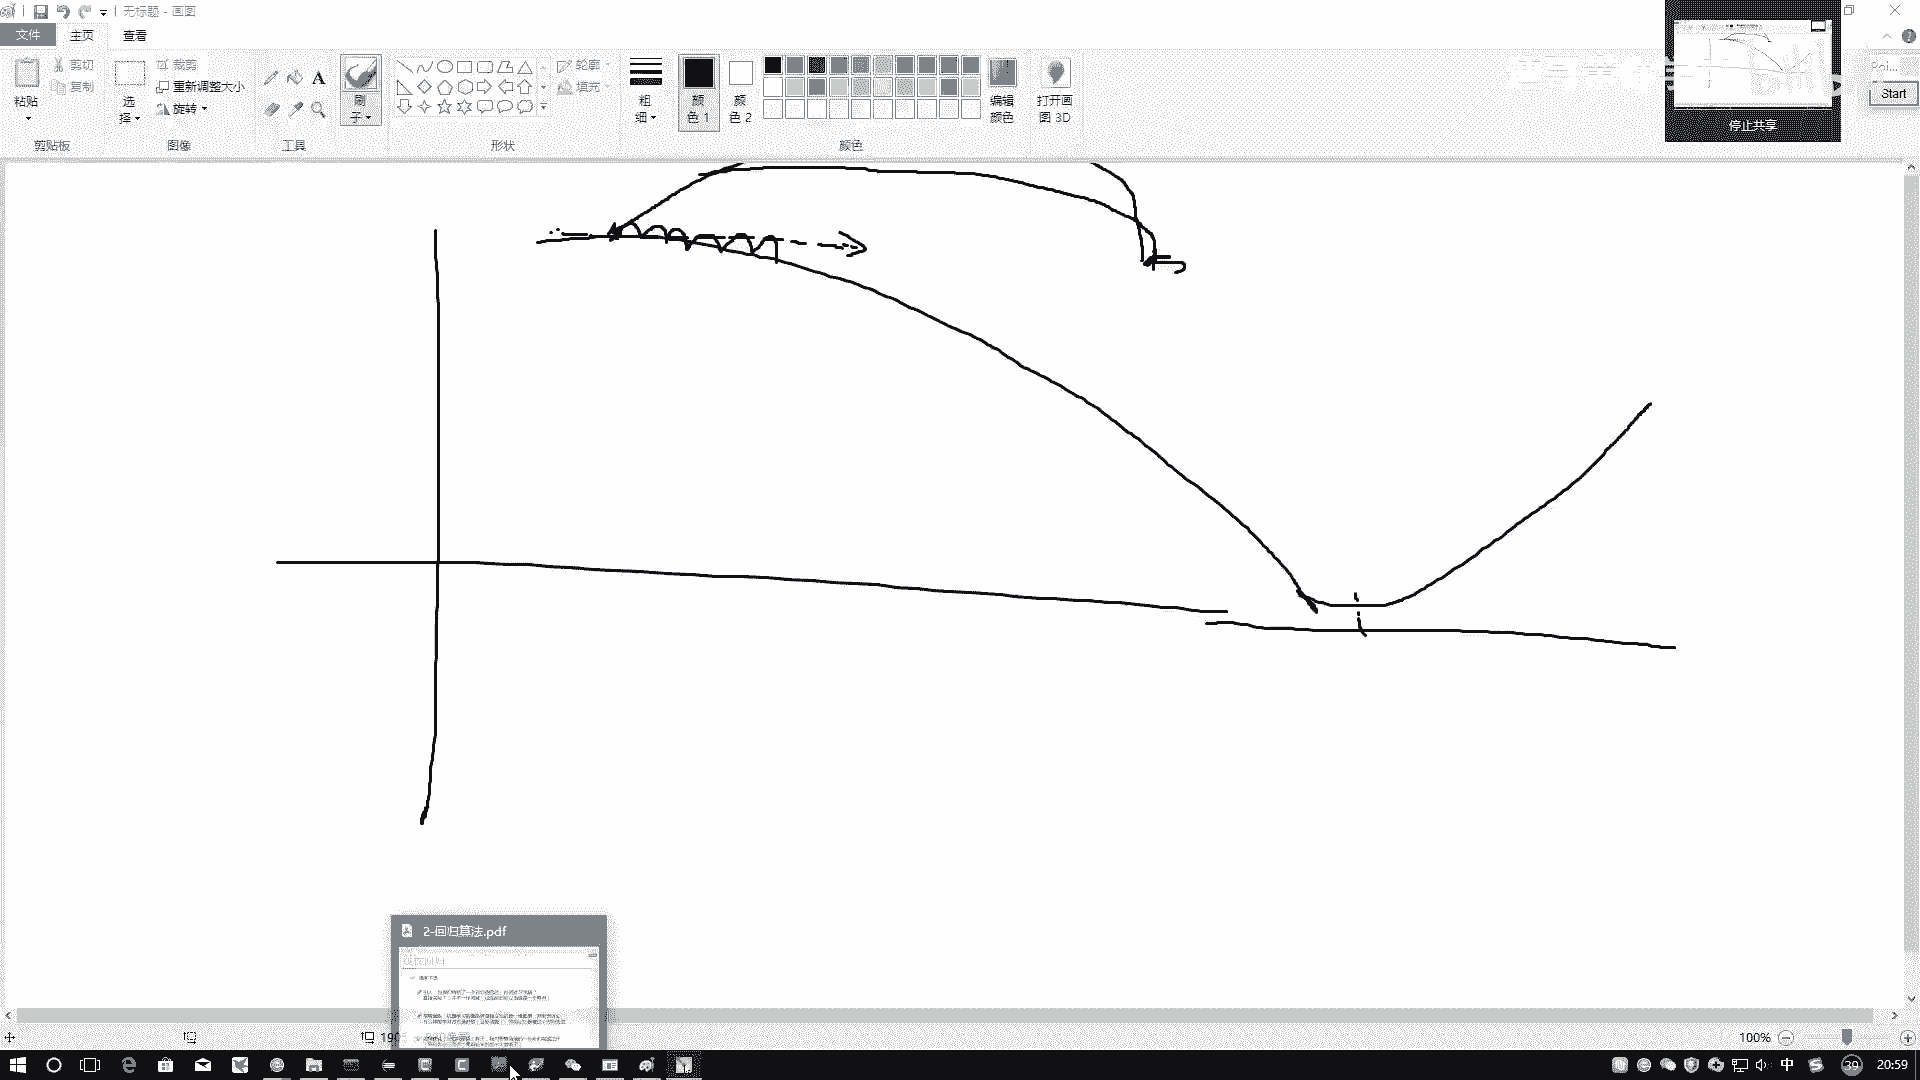 无标题 - 画图
文件 主页 查看
粘贴
剪切
复制
剪贴板
选择
裁剪
重新调整大小
旋转
图像
A
工具
刷子
轮廓
填充
形状
粗细
颜色 1
颜色 2
颜色
编辑颜色
打开画图 3D
停止共享
Start
2-回归算法.pdf
100%
中
39
20:59